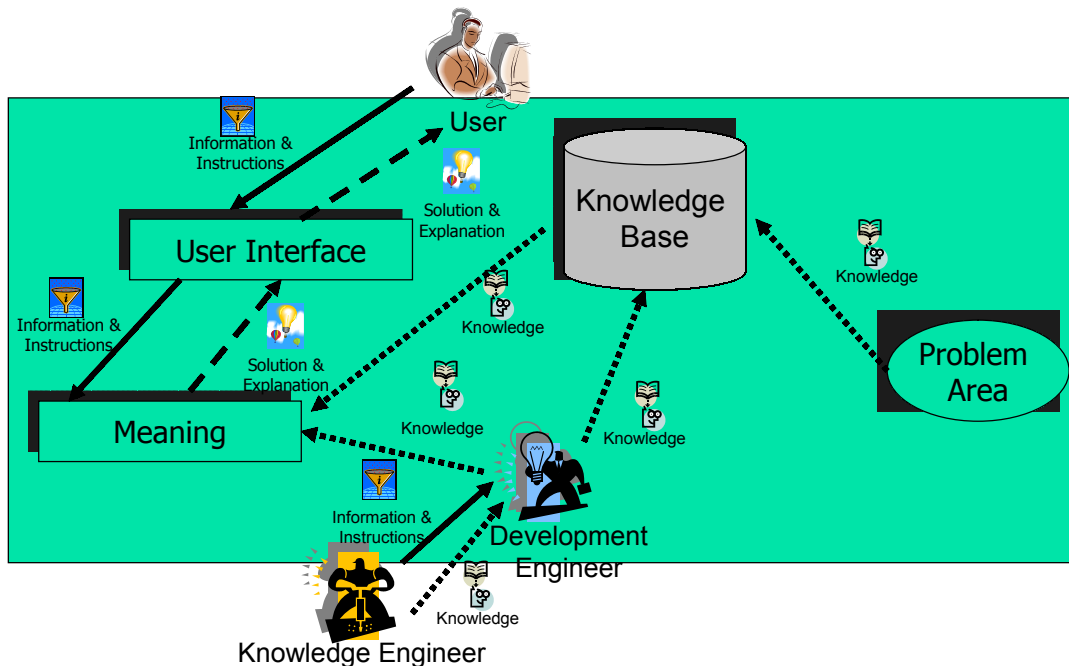 User
Information &
Instructions
Solution &
Explanation
Knowledge
Base
Knowledge
User Interface
Information &
Instructions
Knowledge
Solution &
Explanation
Problem
Area
Meaning
Knowledge
Knowledge
Information &
Instructions
Development
Engineer
Knowledge
Knowledge Engineer